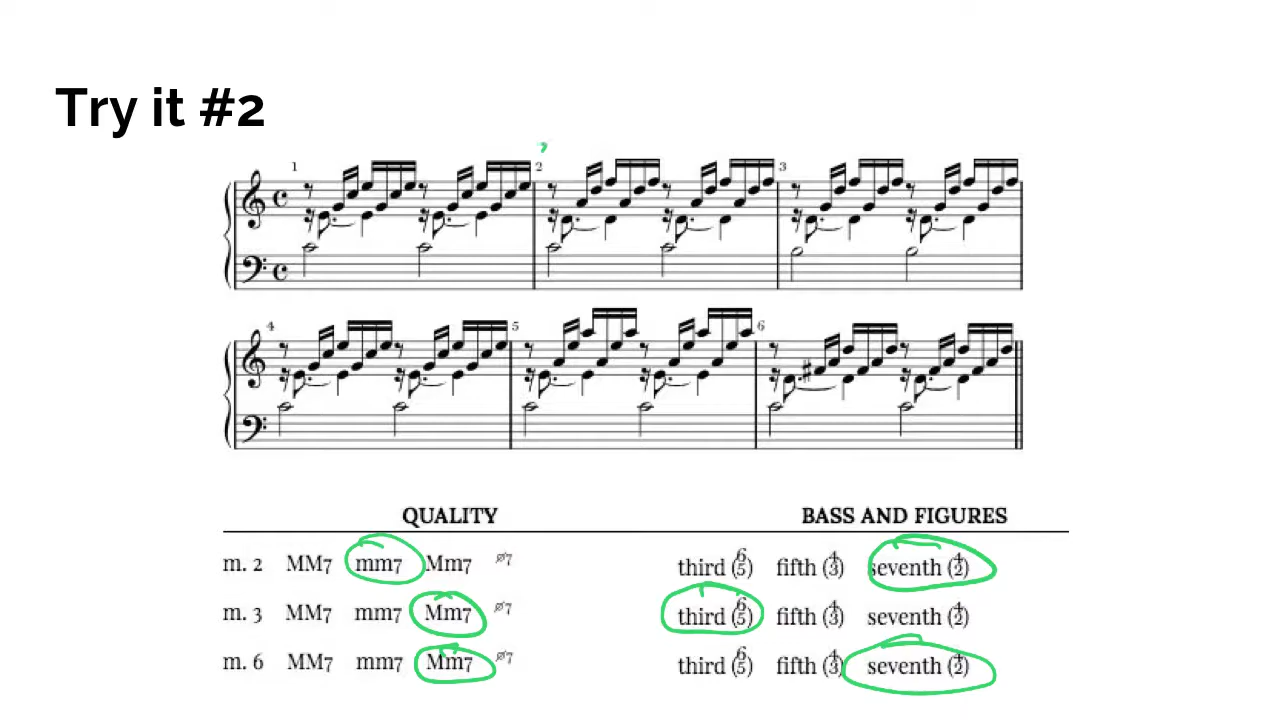 Try it #2
1 2 3
4 5 6
QUALITY BASS AND FIGURES
m. 2 MM7 mm7 Mm7 ø7 third (6/5) fifth (4/3) seventh (4/2)
m. 3 MM7 mm7 Mm7 ø7 third (6/5) fifth (4/3) seventh (4/2)
m. 6 MM7 mm7 Mm7 ø7 third (6/5) fifth (4/3) seventh (4/2)